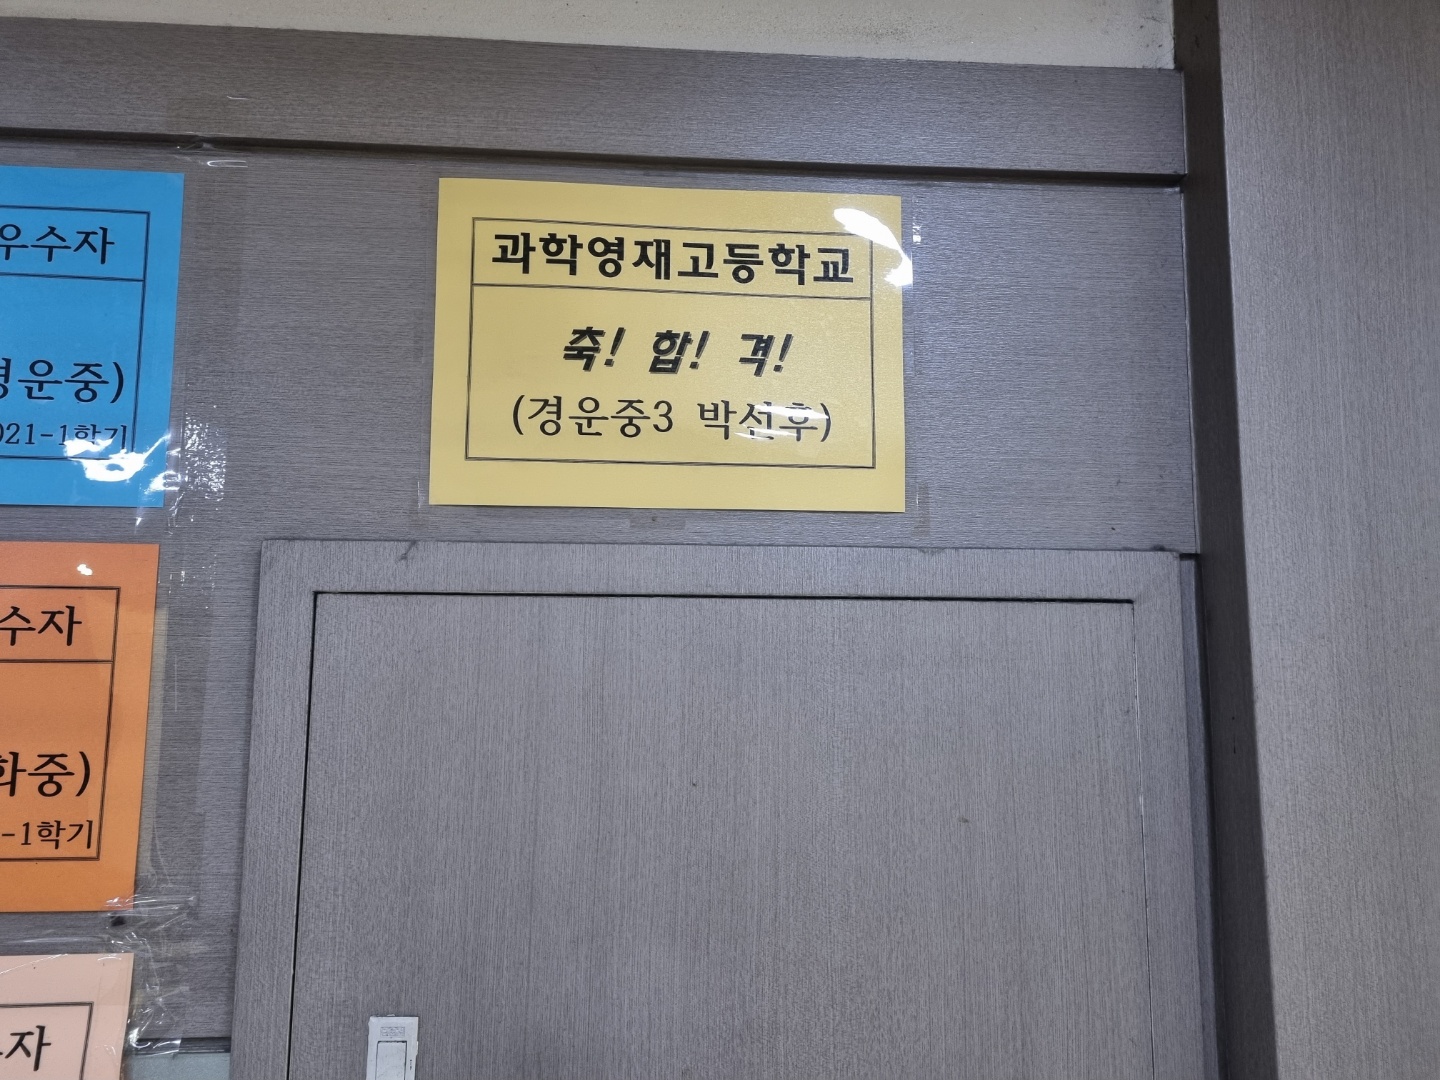 우수자
경운중)
021-1학기
수자
화중)
-1학기
자
과학영재고등학교
축! 합! 격!
(경운중3 박선후)